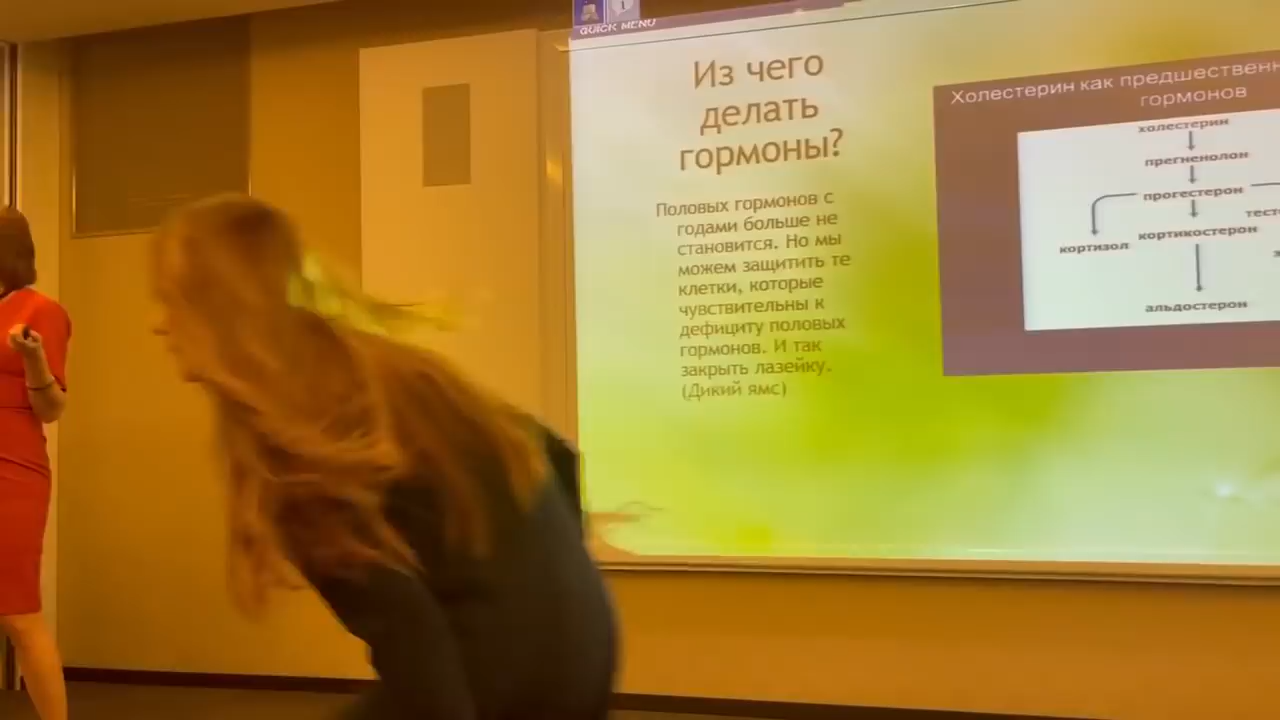 QUICK MENU
Из чего
делать
гормоны?
Половых гормонов с
годами больше не
становится. Но мы
можем защитить те
клетки, которые
чувствительны к
дефициту половых
гормонов. И так
закрыть лазейку.
(Дикий ямс)
Холестерин как
гормонов
холестерин
прегненолон
прогестерон
кортизол
кортикостерон
альдостерон